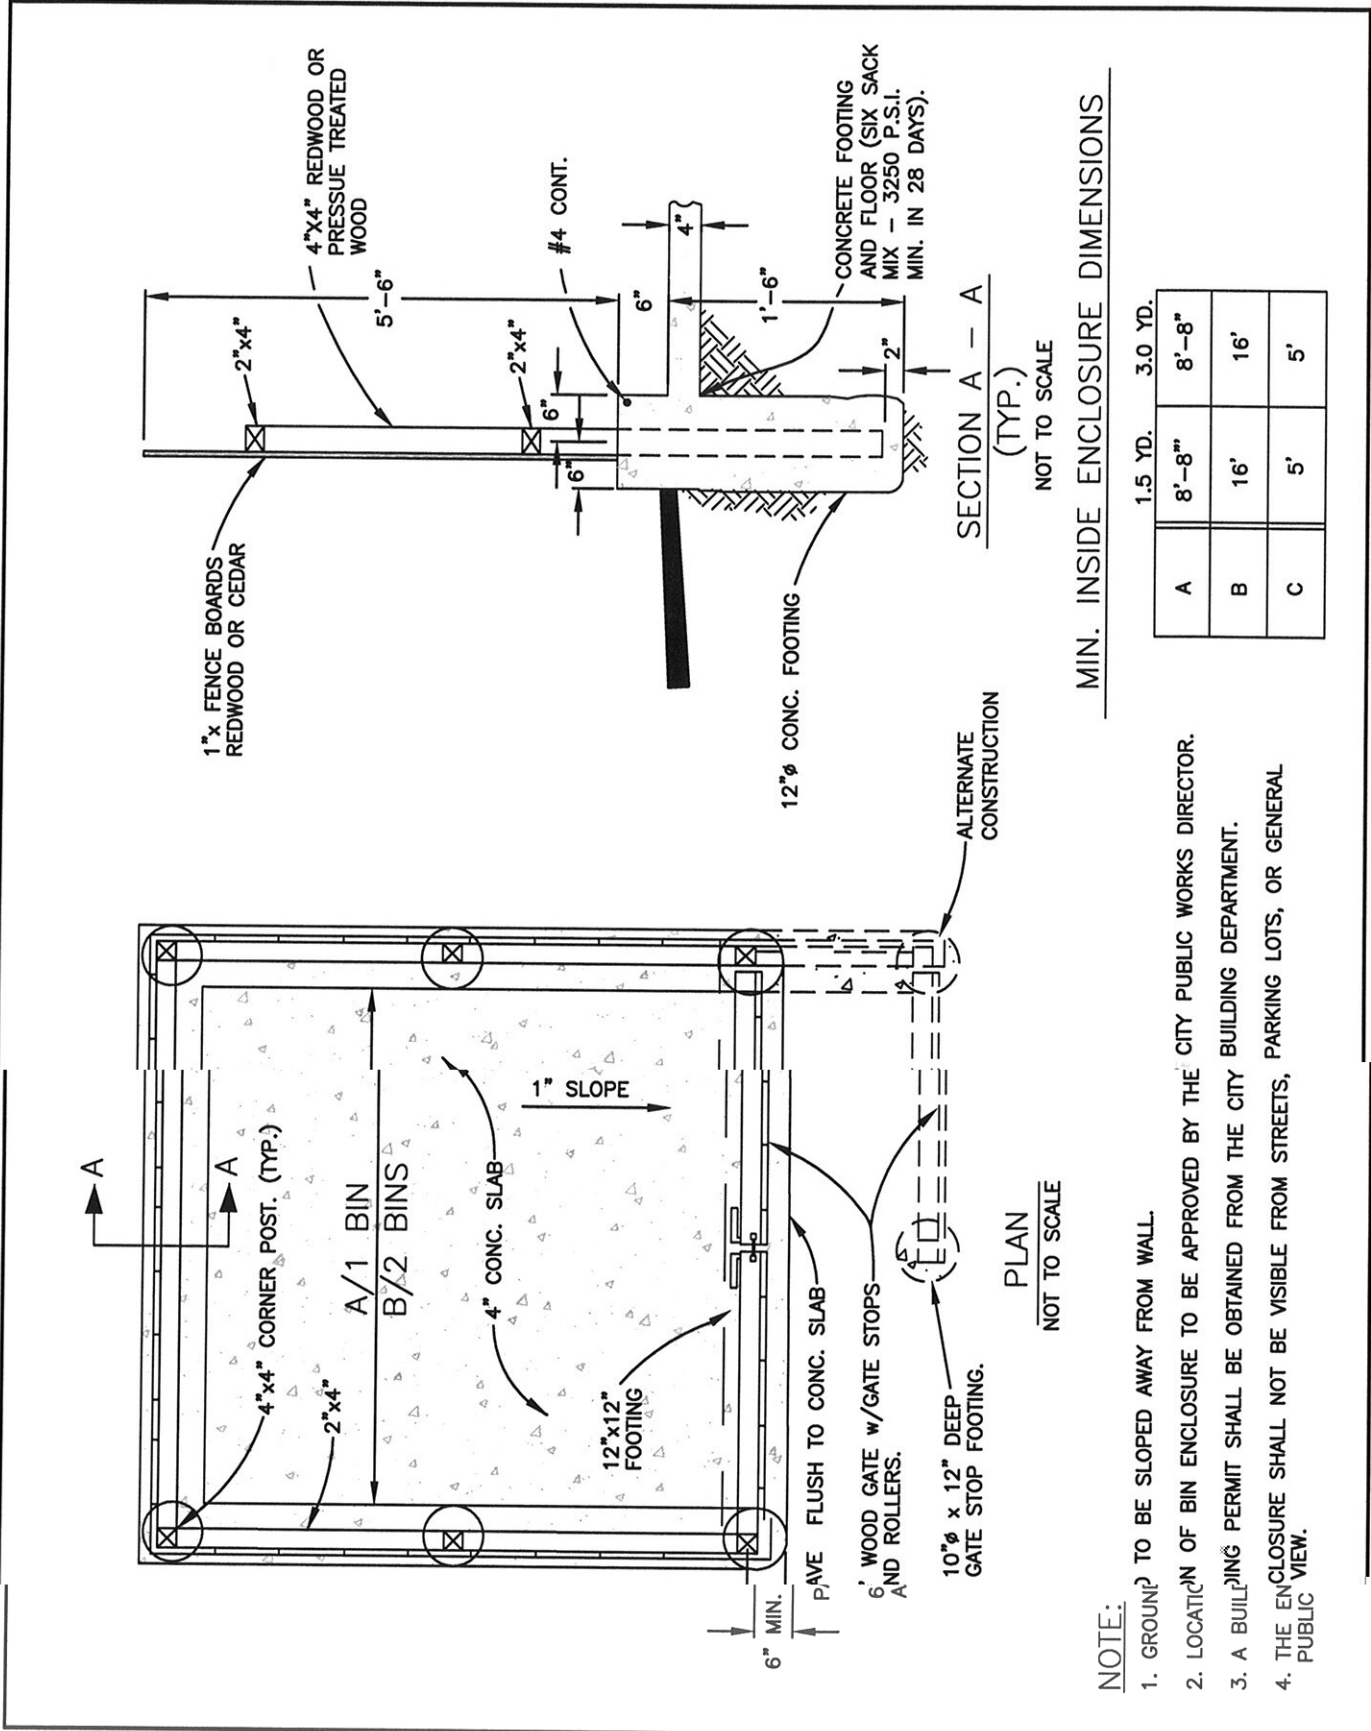 A
A
4"x4" CORNER POST. (TYP.)
2"x4"
A/1 BIN
B/2 BINS
4" CONC. SLAB
1" SLOPE
12"x12"
FOOTING
6" MIN.
PAVE FLUSH TO CONC. SLAB
6' WOOD GATE w/GATE STOPS
AND ROLLERS.
10"ø x 12" DEEP
GATE STOP FOOTING.
ALTERNATE
CONSTRUCTION
PLAN
NOT TO SCALE
1"x FENCE BOARDS
REDWOOD OR CEDAR
2"x4"
4"X4" REDWOOD OR
PRESSUE TREATED
WOOD
5'-6"
2"x4"
#4 CONT.
6"
6"
6"
4"
1'-6"
2"
12"ø CONC. FOOTING
CONCRETE FOOTING
AND FLOOR (SIX SACK
MIX – 3250 P.S.I.
MIN. IN 28 DAYS).
SECTION A – A
(TYP.)
NOT TO SCALE
MIN. INSIDE ENCLOSURE DIMENSIONS
1.5 YD. 3.0 YD.
A 8'-8"' 8'-8"
B 16' 16'
C 5' 5'
NOTE:
1. GROUND TO BE SLOPED AWAY FROM WALL.
2. LOCATION OF BIN ENCLOSURE TO BE APPROVED BY THE CITY PUBLIC WORKS DIRECTOR.
3. A BUILDING PERMIT SHALL BE OBTAINED FROM THE CITY BUILDING DEPARTMENT.
4. THE ENCLOSURE SHALL NOT BE VISIBLE FROM STREETS, PARKING LOTS, OR GENERAL
PUBLIC VIEW.